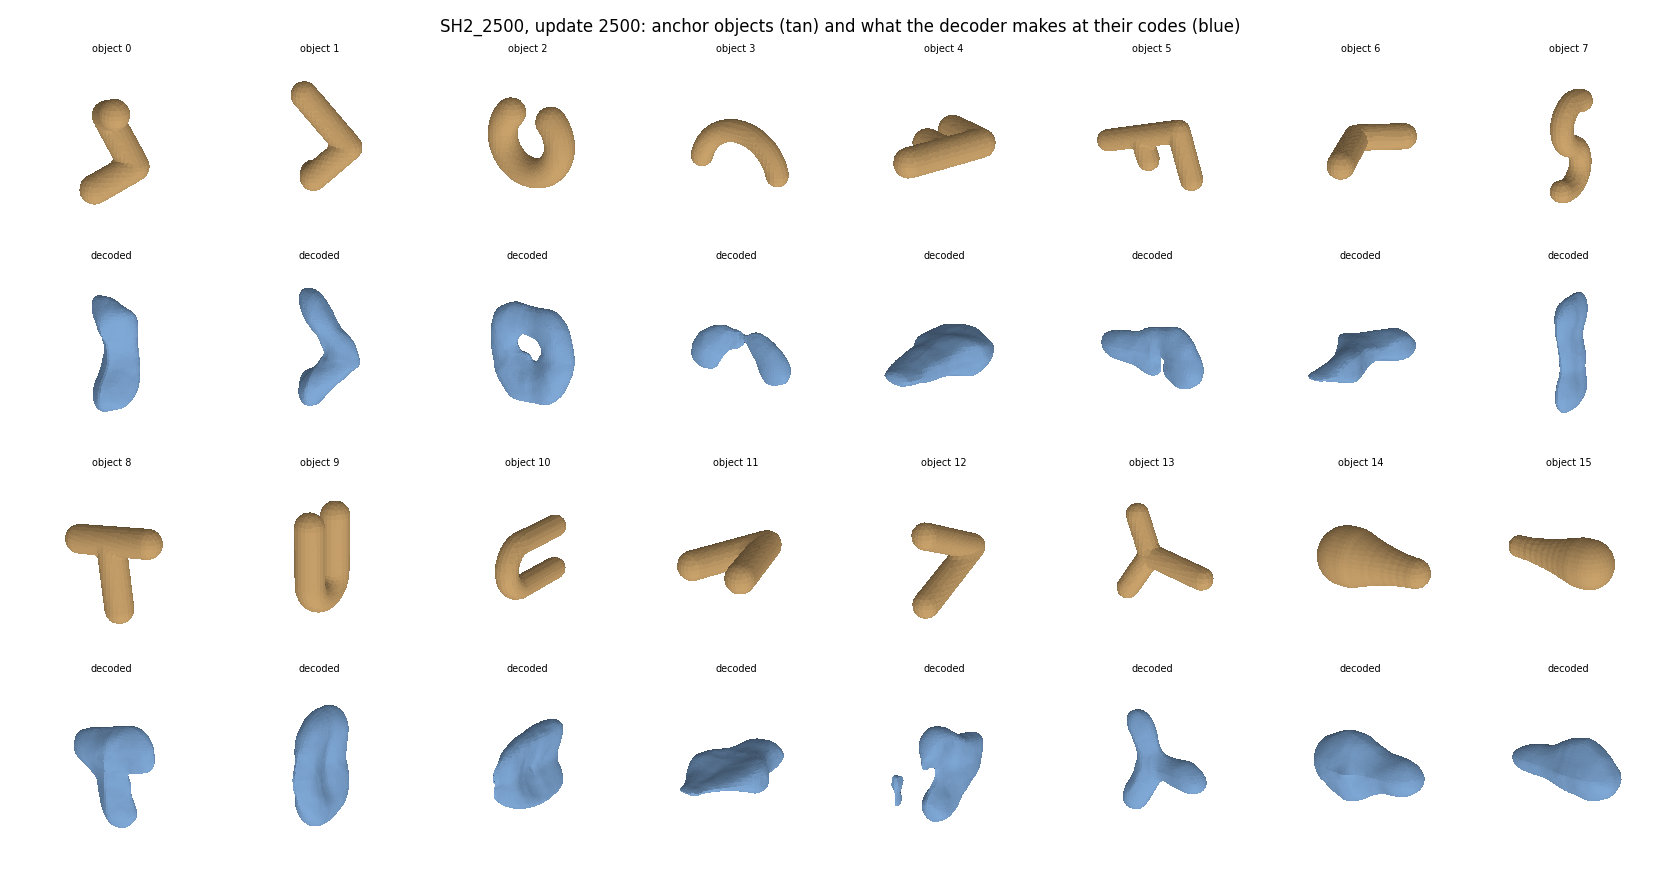 SH2_2500, update 2500: anchor objects (tan) and what the decoder makes at their codes (blue)
object 0 object 1 object 2 object 3 object 4 object 5 object 6 object 7
decoded decoded decoded decoded decoded decoded decoded decoded
object 8 object 9 object 10 object 11 object 12 object 13 object 14 object 15
decoded decoded decoded decoded decoded decoded decoded decoded